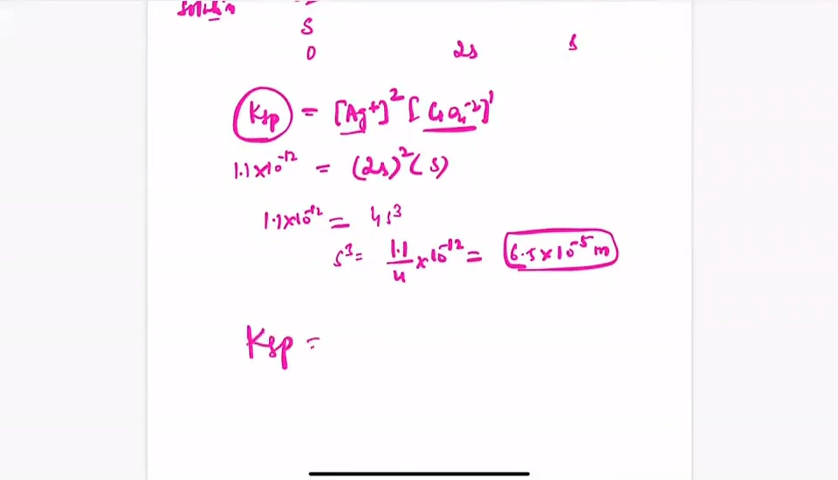 S
0 2s s
Ksp = [Ag+]² [C₄O₄⁻²]¹
1.1×10⁻¹² = (2s)² (s)
1.1×10⁻¹² = 4s³
s³ = 1.1/4 ×10⁻¹² = 6.5×10⁻⁵ m
Ksp =